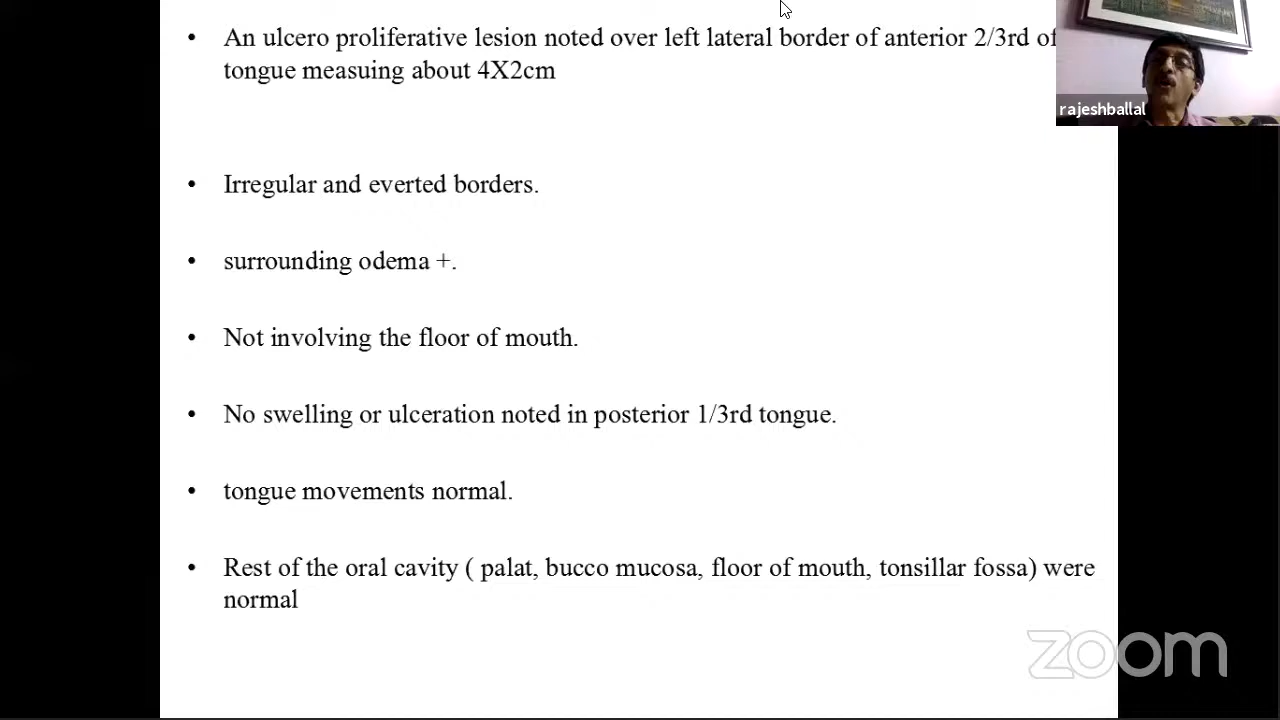 • An ulcero proliferative lesion noted over left lateral border of anterior 2/3rd of
tongue measuing about 4X2cm
rajeshballal
• Irregular and everted borders.
• surrounding odema +.
• Not involving the floor of mouth.
• No swelling or ulceration noted in posterior 1/3rd tongue.
• tongue movements normal.
• Rest of the oral cavity ( palat, bucco mucosa, floor of mouth, tonsillar fossa) were
normal
zoom